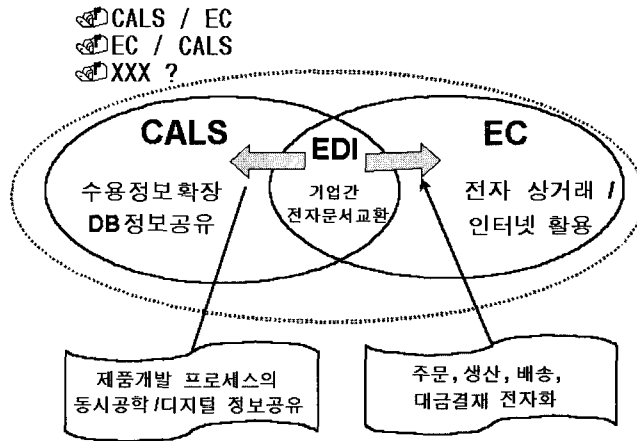 CALS / EC
EC / CALS
XXX ?
CALS
EDI
EC
수용정보확장
DB정보공유
기업간
전자문서교환
전자 상거래 /
인터넷 활용
제품개발 프로세스의
동시공학/디지털 정보공유
주문, 생산, 배송,
대금결재 전자화